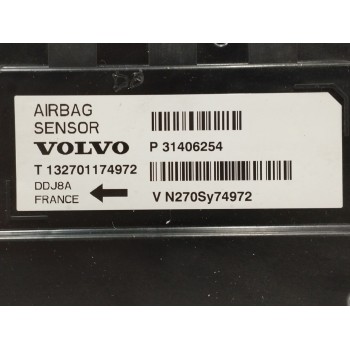 AIRBAG
SENSOR
VOLVO P 31406254
T 132701174972
DDJ8A
FRANCE V N270Sy74972